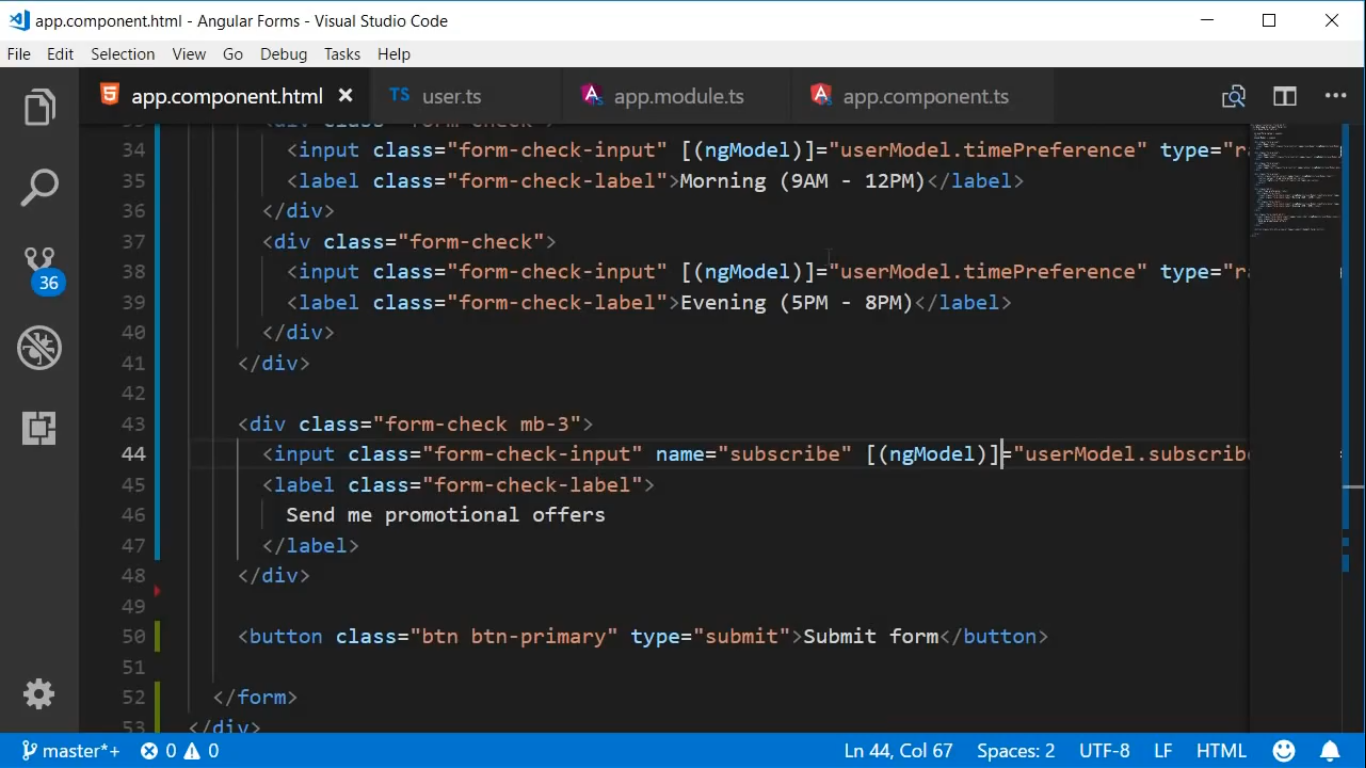 app.component.html - Angular Forms - Visual Studio Code
File Edit Selection View Go Debug Tasks Help
app.component.html TS user.ts app.module.ts app.component.ts
34 <input class="form-check-input" [(ngModel)]="userModel.timePreference" type="ra
35 <label class="form-check-label">Morning (9AM - 12PM)</label>
36 </div>
37 <div class="form-check">
38 <input class="form-check-input" [(ngModel)]="userModel.timePreference" type="ra
39 <label class="form-check-label">Evening (5PM - 8PM)</label>
40 </div>
41 </div>
42
43 <div class="form-check mb-3">
44 <input class="form-check-input" name="subscribe" [(ngModel)]="userModel.subscribe
45 <label class="form-check-label">
46 Send me promotional offers
47 </label>
48 </div>
49
50 <button class="btn btn-primary" type="submit">Submit form</button>
51
52 </form>
53 </div>
36
master*+ 0 0 Ln 44, Col 67 Spaces: 2 UTF-8 LF HTML